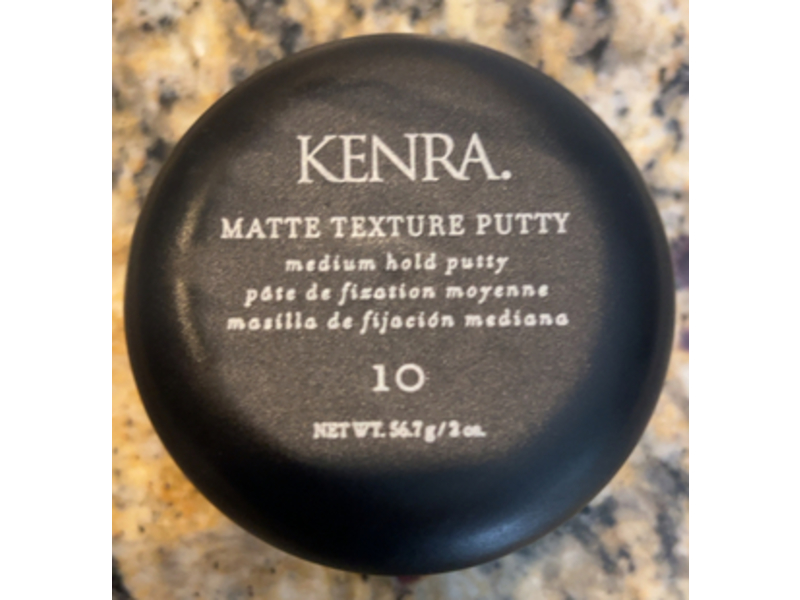 KENRA.
MATTE TEXTURE PUTTY
medium hold putty
pâte de fixation moyenne
masilla de fijación mediana
10
NET WT. 56.7 g / 2 oz.